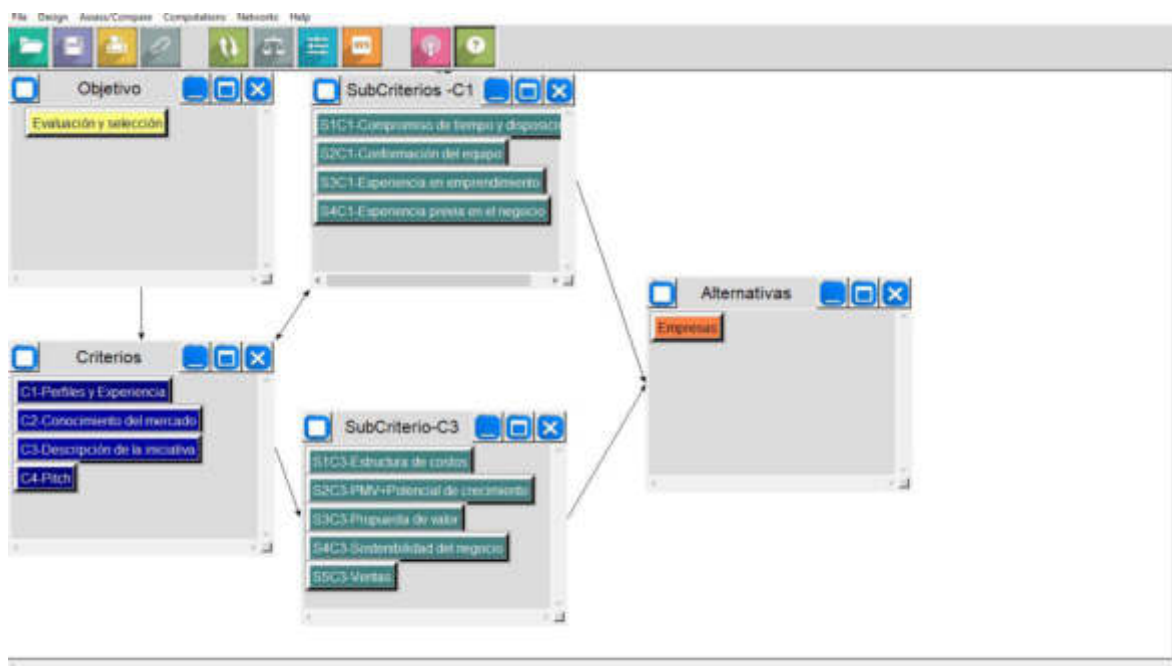 File Design Assess/Compare Computations Networks Help
Objetivo
Evaluación y selección
SubCriterios -C1
S1C1-Compromiso de tiempo y disposici
S2C1-Conformación del equipo
S3C1-Experiencia en emprendimiento
S4C1-Experiencia previa en el negocio
Alternativas
Empresas
Criterios
C1-Perfiles y Experiencia
C2-Conocimiento del mercado
C3-Descripción de la iniciativa
C4-Pitch
SubCriterio-C3
S1C3-Estructura de costos
S2C3-PMV+Potencial de crecimiento
S3C3-Propuesta de valor
S4C3-Sostenibilidad del negocio
S5C3-Ventas